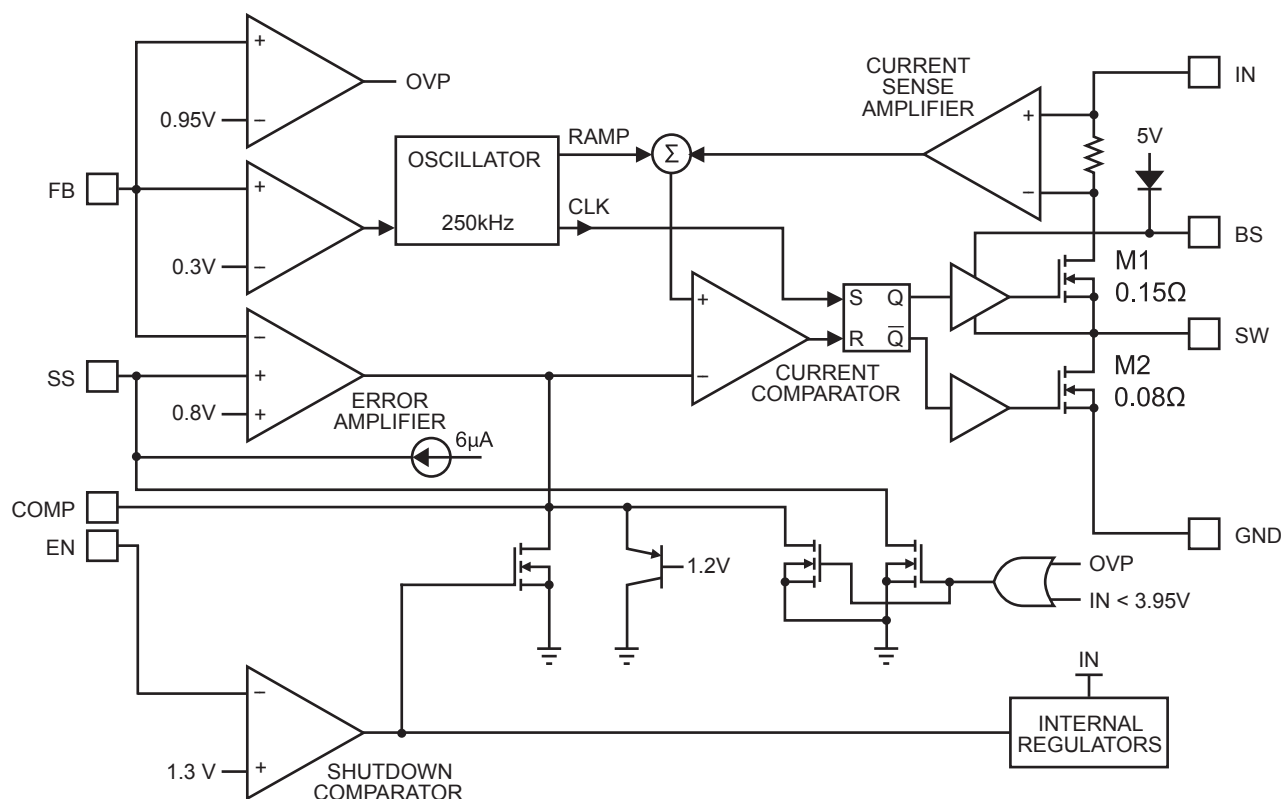 +
OVP
0.95V
−
CURRENT
SENSE
AMPLIFIER
+
−
IN
5V
FB
+
0.3V
−
OSCILLATOR
250kHz
RAMP
Σ
CLK
BS
M1
0.15Ω
S Q
R Q̅
+
−
CURRENT
COMPARATOR
SW
M2
0.08Ω
SS
−
+
0.8V
+
ERROR
AMPLIFIER
6µA
COMP
EN
1.2V
GND
OVP
IN < 3.95V
−
1.3 V
+
SHUTDOWN
COMPARATOR
IN
INTERNAL
REGULATORS